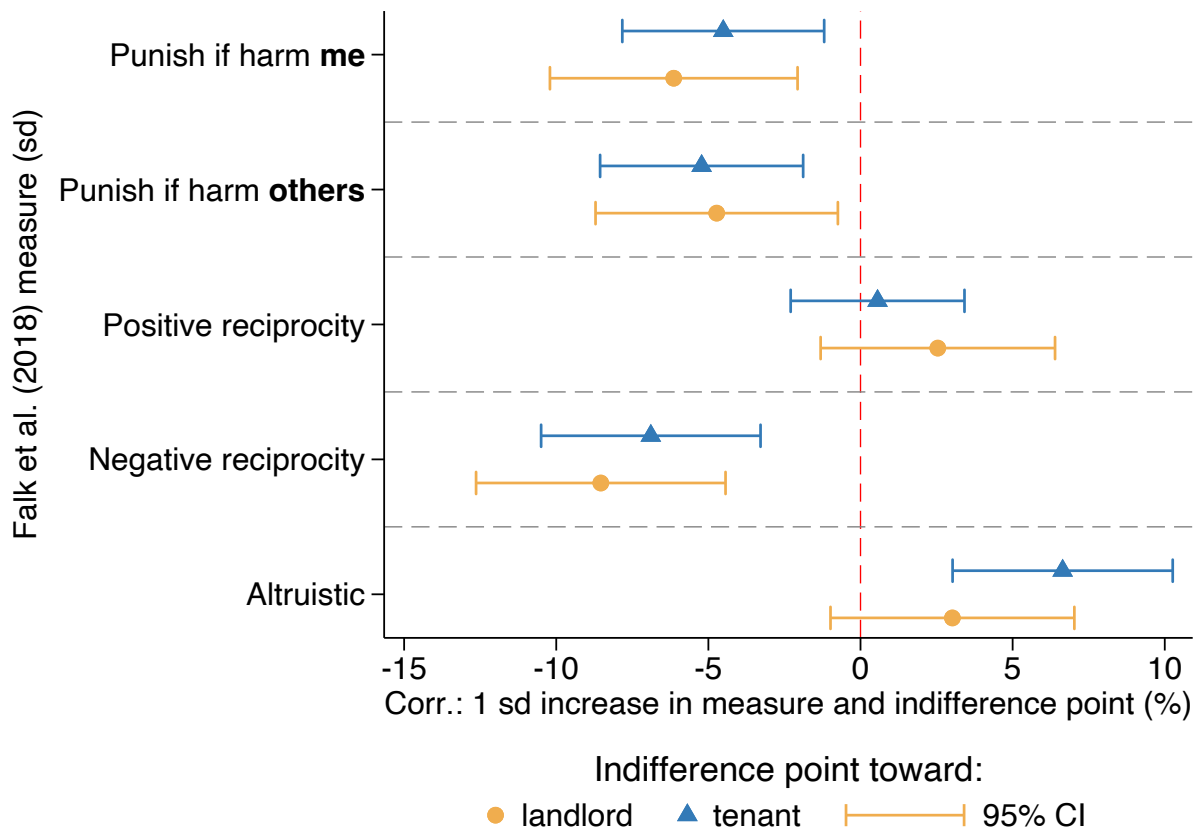 Falk et al. (2018) measure (sd)
Punish if harm me
Punish if harm others
Positive reciprocity
Negative reciprocity
Altruistic
-15 -10 -5 0 5 10
Corr.: 1 sd increase in measure and indifference point (%)
Indifference point toward:
landlord tenant 95% CI